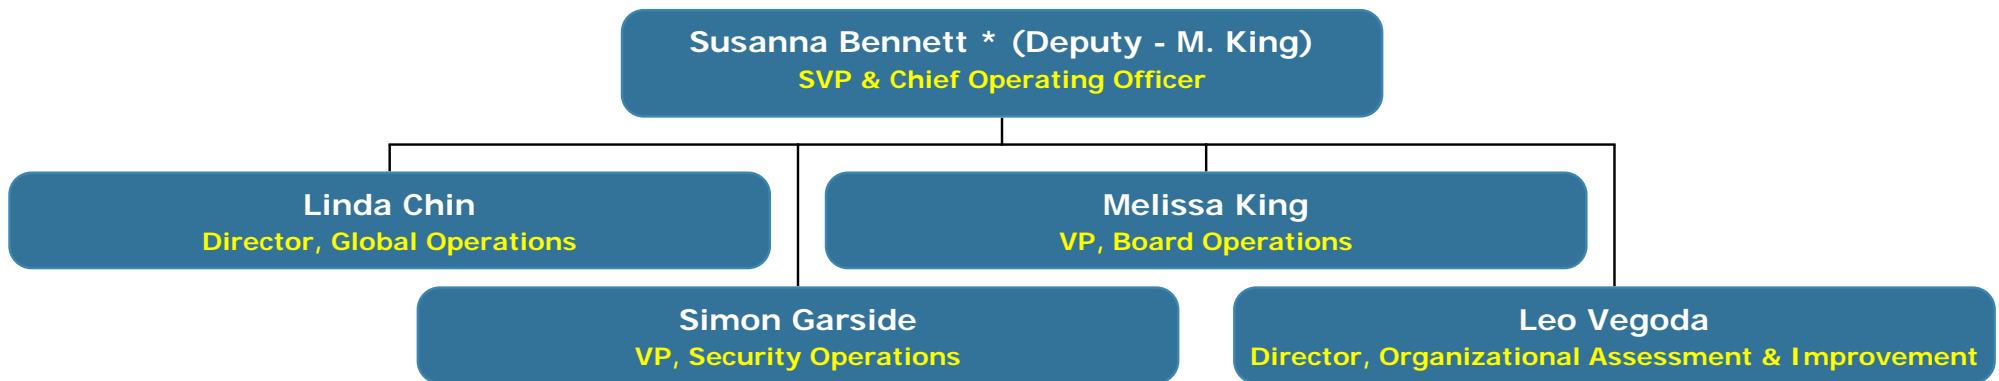 Susanna Bennett * (Deputy - M. King)
SVP & Chief Operating Officer
Linda Chin
Director, Global Operations
Melissa King
VP, Board Operations
Simon Garside
VP, Security Operations
Leo Vegoda
Director, Organizational Assessment & Improvement